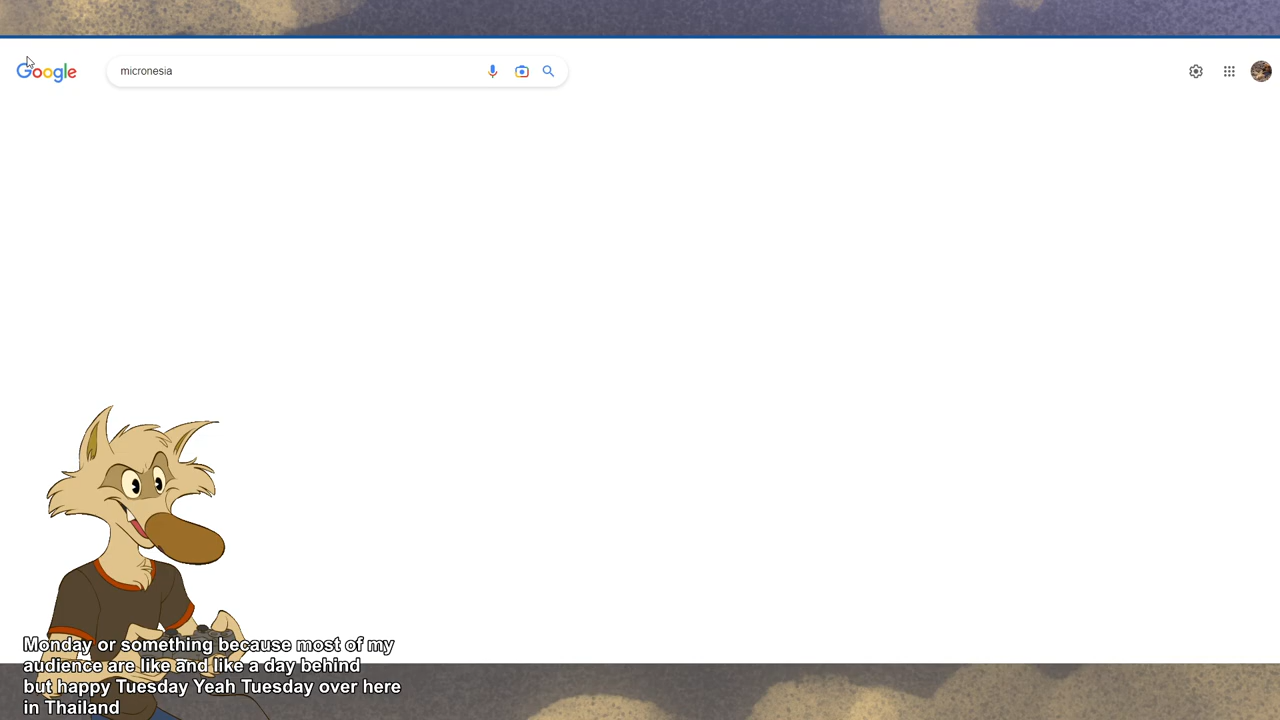 Google
micronesia
Monday or something because most of my
audience are like and like a day behind
but happy Tuesday Yeah Tuesday over here
in Thailand